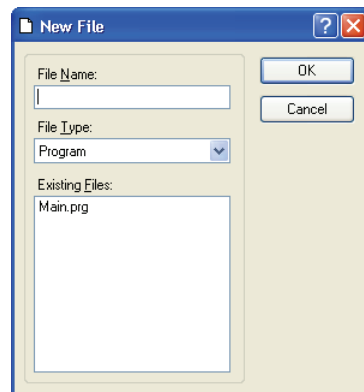 New File
File Name:
OK
Cancel
File Type:
Program
Existing Files:
Main.prg